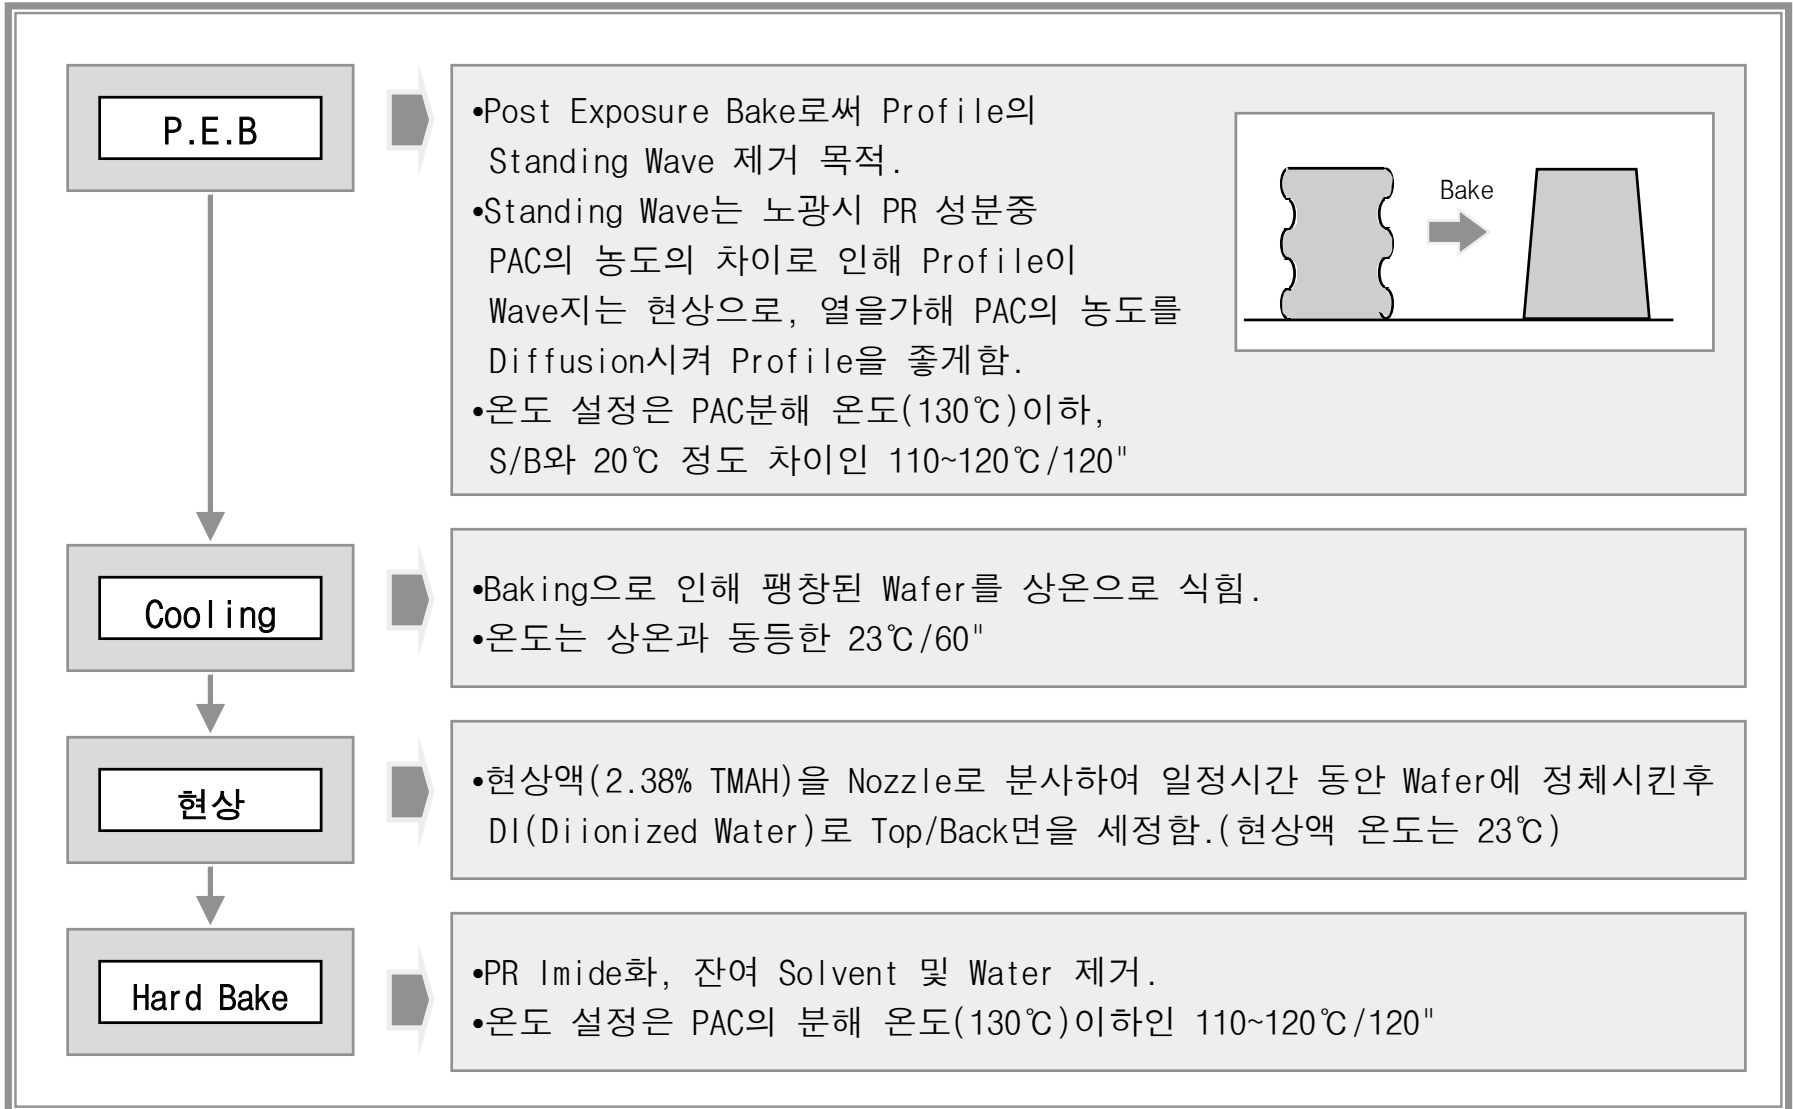 P.E.B
•Post Exposure Bake로써 Profile의
Standing Wave 제거 목적.
•Standing Wave는 노광시 PR 성분중
PAC의 농도의 차이로 인해 Profile이
Wave지는 현상으로, 열을가해 PAC의 농도를
Diffusion시켜 Profile을 좋게함.
•온도 설정은 PAC분해 온도(130℃)이하,
S/B와 20℃ 정도 차이인 110~120℃/120"
Bake
Cooling
•Baking으로 인해 팽창된 Wafer를 상온으로 식힘.
•온도는 상온과 동등한 23℃/60"
현상
•현상액(2.38% TMAH)을 Nozzle로 분사하여 일정시간 동안 Wafer에 정체시킨후
DI(Diionized Water)로 Top/Back면을 세정함.(현상액 온도는 23℃)
Hard Bake
•PR Imide화, 잔여 Solvent 및 Water 제거.
•온도 설정은 PAC의 분해 온도(130℃)이하인 110~120℃/120"